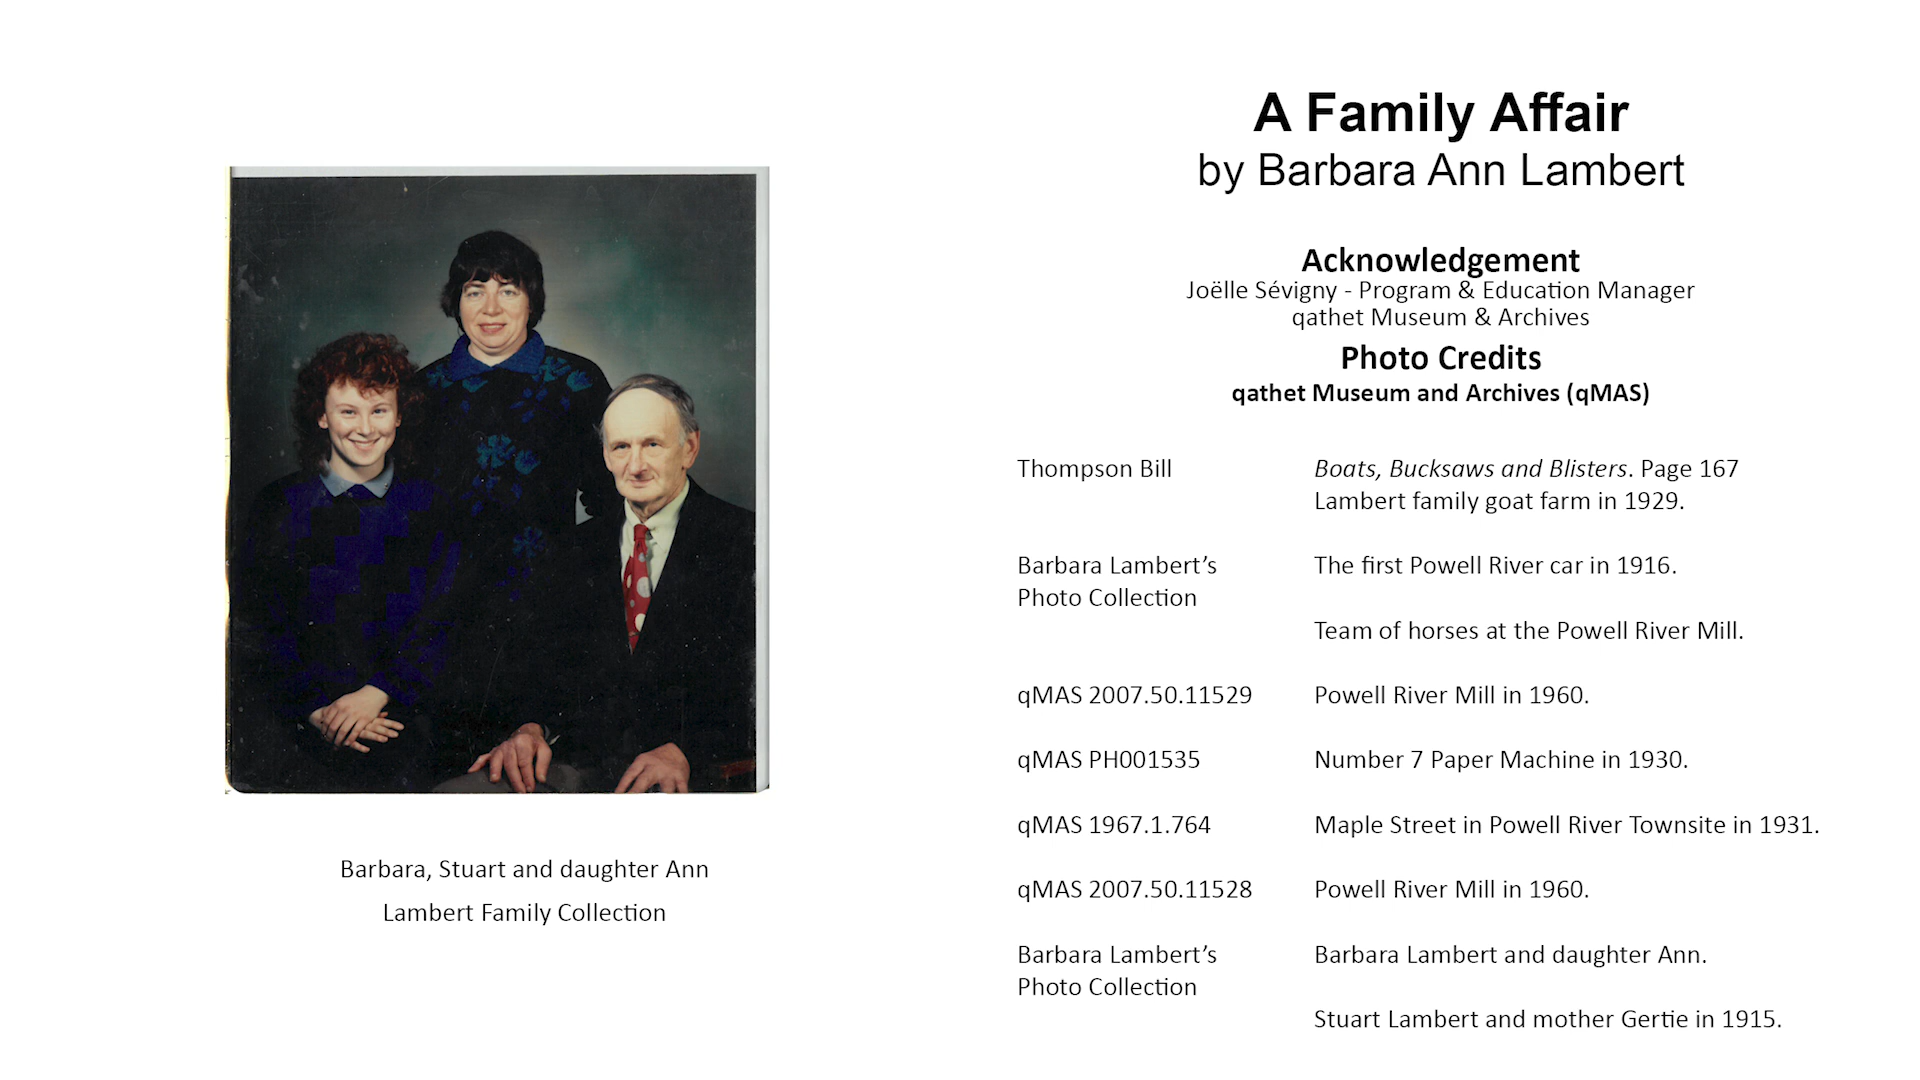 A Family Affair
by Barbara Ann Lambert
Acknowledgement
Joëlle Sévigny - Program & Education Manager
qathet Museum & Archives
Photo Credits
qathet Museum and Archives (qMAS)
Thompson Bill Boats, Bucksaws and Blisters. Page 167
Lambert family goat farm in 1929.
Barbara Lambert’s The first Powell River car in 1916.
Photo Collection
Team of horses at the Powell River Mill.
qMAS 2007.50.11529 Powell River Mill in 1960.
qMAS PH001535 Number 7 Paper Machine in 1930.
qMAS 1967.1.764 Maple Street in Powell River Townsite in 1931.
qMAS 2007.50.11528 Powell River Mill in 1960.
Barbara Lambert’s Barbara Lambert and daughter Ann.
Photo Collection
Stuart Lambert and mother Gertie in 1915.
Barbara, Stuart and daughter Ann
Lambert Family Collection